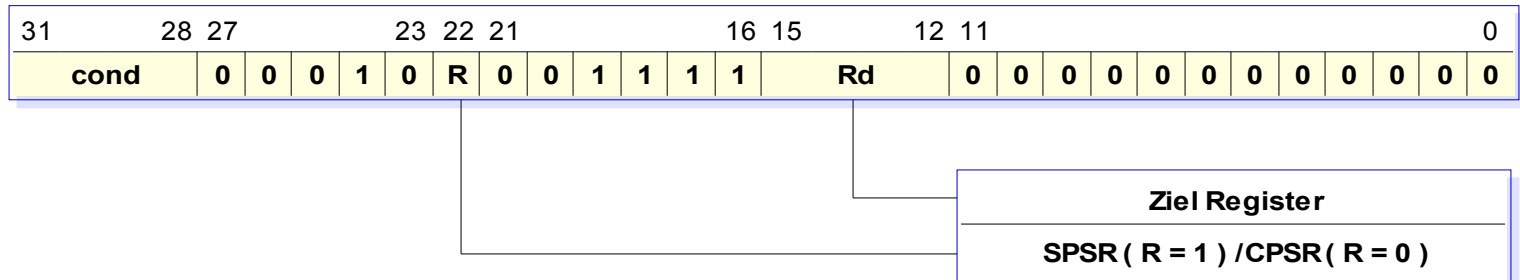 31 28 27 23 22 21 16 15 12 11 0
cond 0 0 0 1 0 R 0 0 1 1 1 1 Rd 0 0 0 0 0 0 0 0 0 0 0 0
Ziel Register
SPSR ( R = 1 ) /CPSR ( R = 0 )